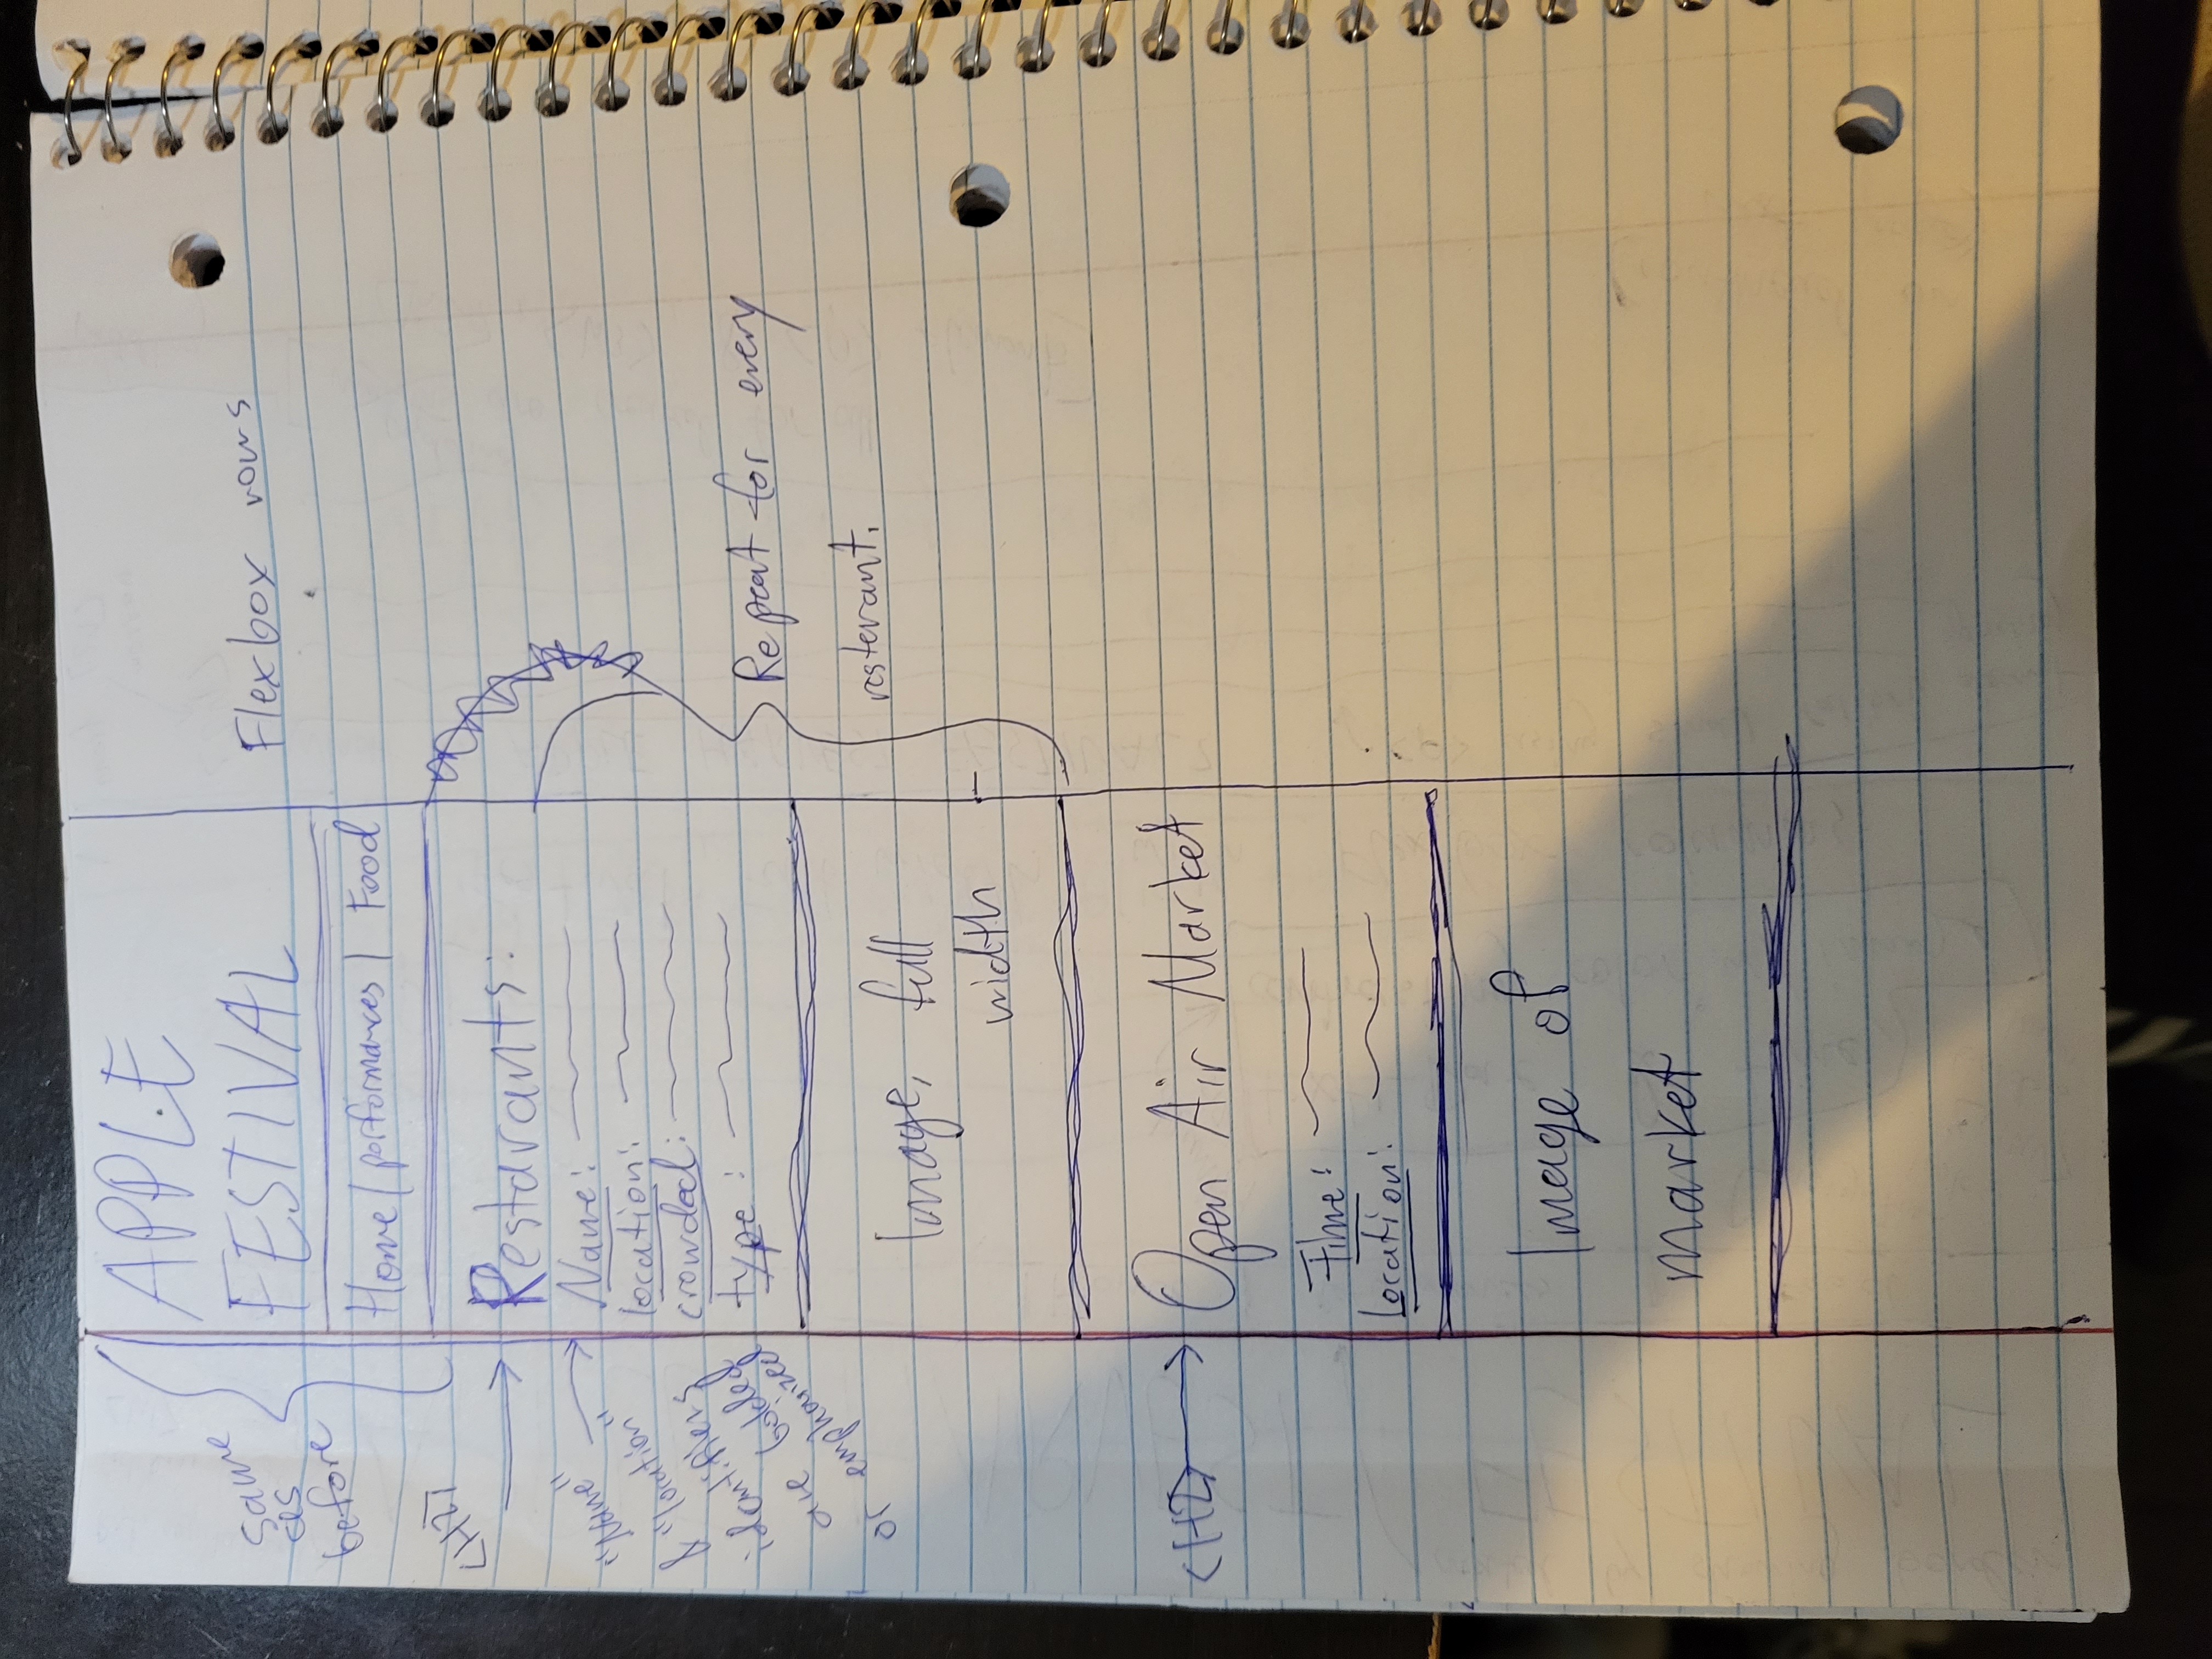 APPLE
FESTIVAL
Same
as
before
Flexbox rows
Home | performances | Food
<H2>
Restarants:
Name:
location:
crowded:
type:
"Name"
& "location"
identifiers
are bolded
or emphasized
Image, full
width
Repeat for every
resterant.
<H2>
Open Air Market
Time:
Location:
Image of
market